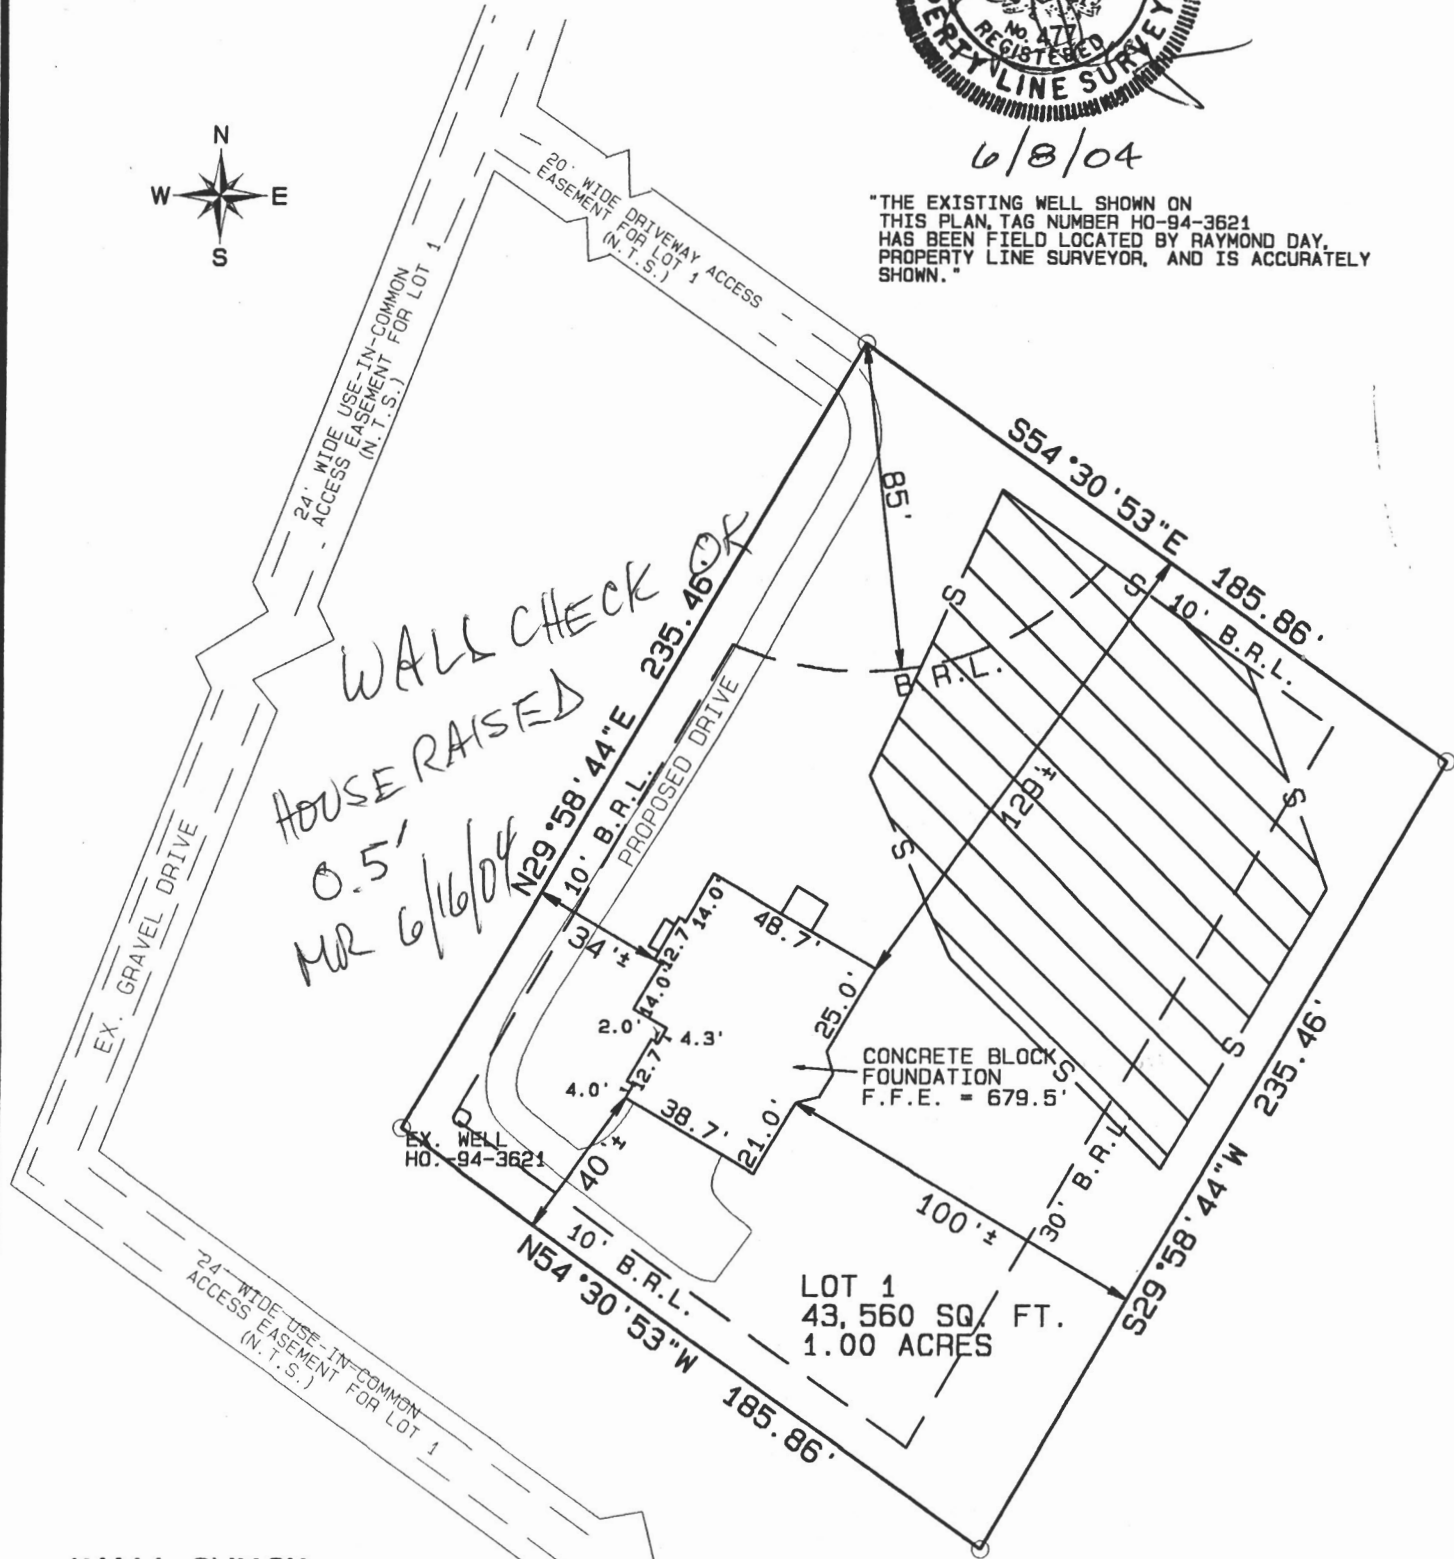 No. 477
REGISTERED
6/8/04
N
W E
S
"THE EXISTING WELL SHOWN ON
THIS PLAN, TAG NUMBER HO-94-3621
HAS BEEN FIELD LOCATED BY RAYMOND DAY,
PROPERTY LINE SURVEYOR, AND IS ACCURATELY
SHOWN."
20' WIDE DRIVEWAY ACCESS
EASEMENT FOR LOT 1
(N.T.S.)
24' WIDE USE-IN-COMMON
ACCESS EASEMENT FOR LOT 1
(N.T.S.)
S54°30'53"E 185.86'
85'
S
10' B.R.L.
S
B.R.L.
WALL CHECK OK
HOUSE RAISED
0.5'
MR 6/16/04
N29°58'44"E 235.46'
10' B.R.L.
PROPOSED DRIVE
129'±
S
S
EX. GRAVEL DRIVE
34'±
14.0'
48.7'
12.7
14.0'
2.0'
4.3'
25.0'
12.7
4.0'
CONCRETE BLOCK
FOUNDATION
F.F.E. = 679.5'
S
S
S29°58'44"W 235.46'
38.7'
21.0'
EX. WELL
HO.-94-3621
40'±
100'±
30' B.R.L
10' B.R.L.
N54°30'53"W 185.86'
LOT 1
43,560 SQ. FT.
1.00 ACRES
24' WIDE USE-IN-COMMON
ACCESS EASEMENT FOR LOT 1
(N.T.S.)